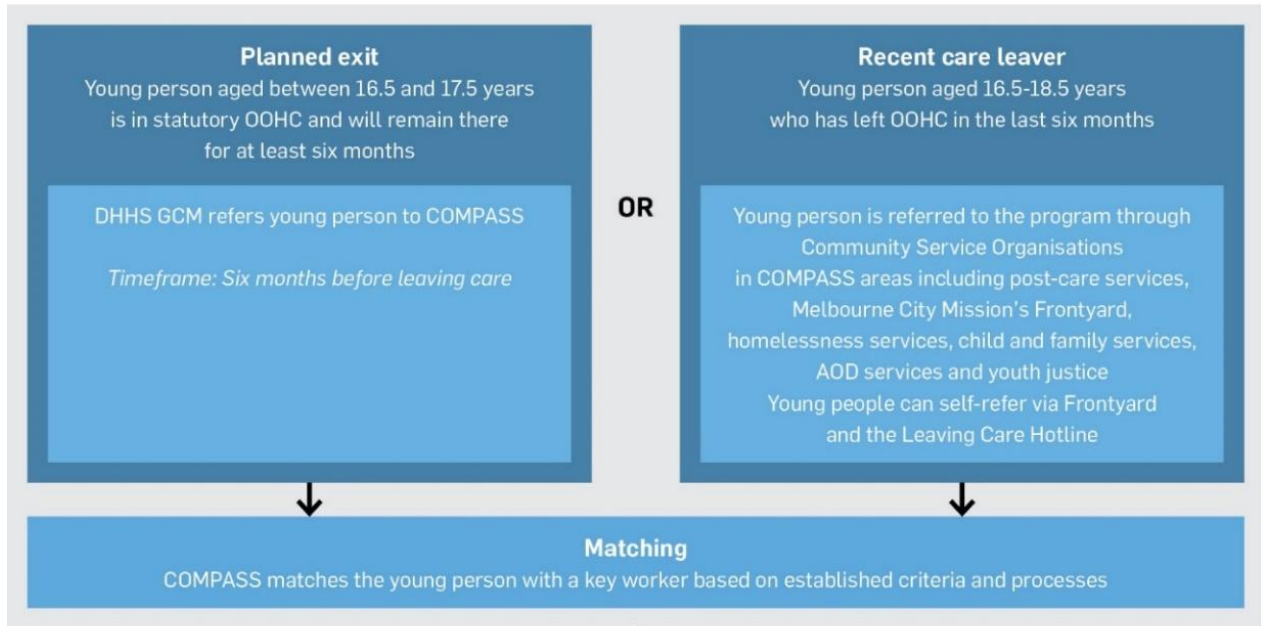 Planned exit
Young person aged between 16.5 and 17.5 years
is in statutory OOHC and will remain there
for at least six months
DHHS GCM refers young person to COMPASS
Timeframe: Six months before leaving care
OR
Recent care leaver
Young person aged 16.5-18.5 years
who has left OOHC in the last six months
Young person is referred to the program through
Community Service Organisations
in COMPASS areas including post-care services,
Melbourne City Mission’s Frontyard,
homelessness services, child and family services,
AOD services and youth justice
Young people can self-refer via Frontyard
and the Leaving Care Hotline
Matching
COMPASS matches the young person with a key worker based on established criteria and processes